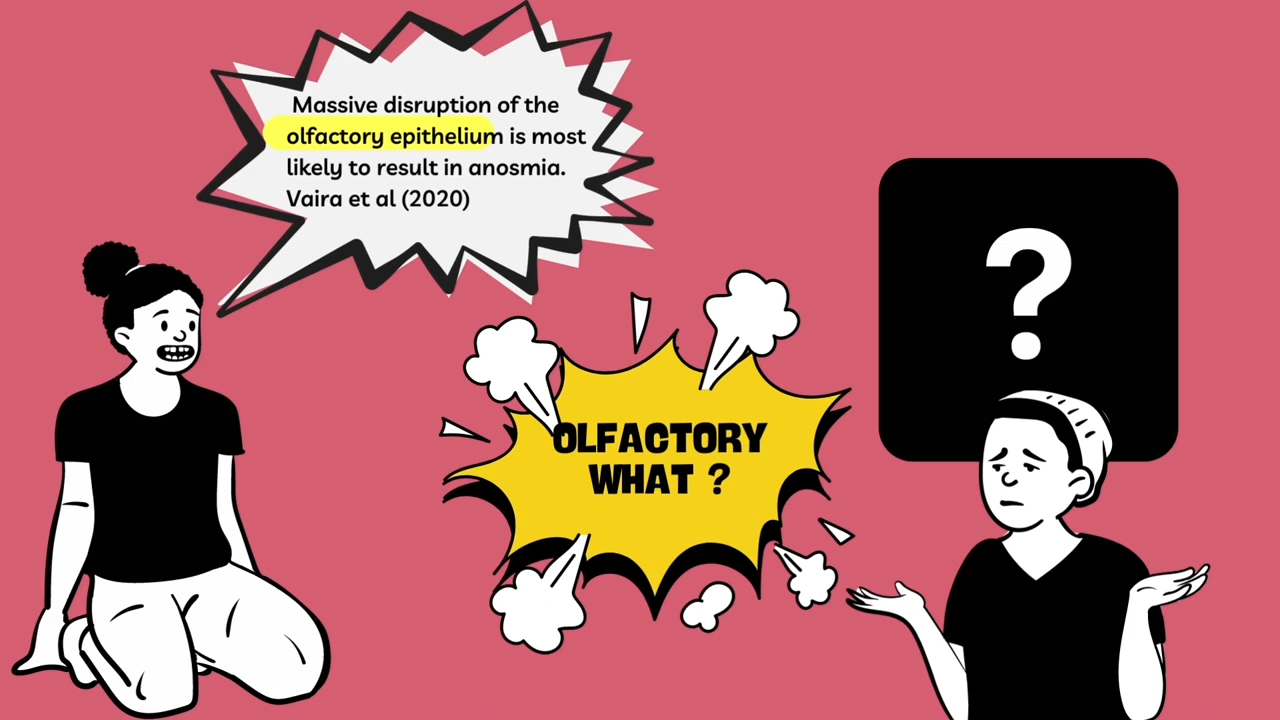 Massive disruption of the
olfactory epithelium is most
likely to result in anosmia.
Vaira et al (2020)
OLFACTORY
WHAT ?
?